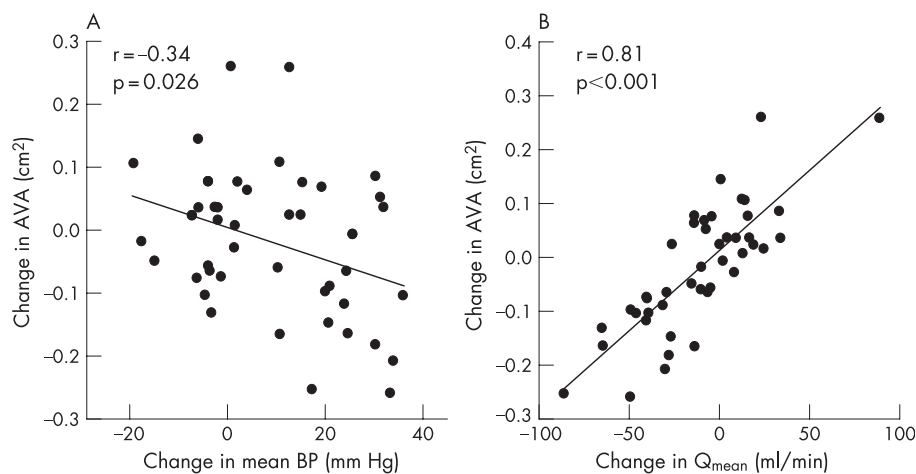 A
r=–0.34
p=0.026
Change in AVA (cm²)
0.3
0.2
0.1
0.0
–0.1
–0.2
–0.3
–20
0
20
40
Change in mean BP (mm Hg)
B
r=0.81
p<0.001
Change in AVA (cm²)
0.4
0.3
0.2
0.1
0.0
–0.1
–0.2
–0.3
–100
–50
0
50
100
Change in Qmean (ml/min)